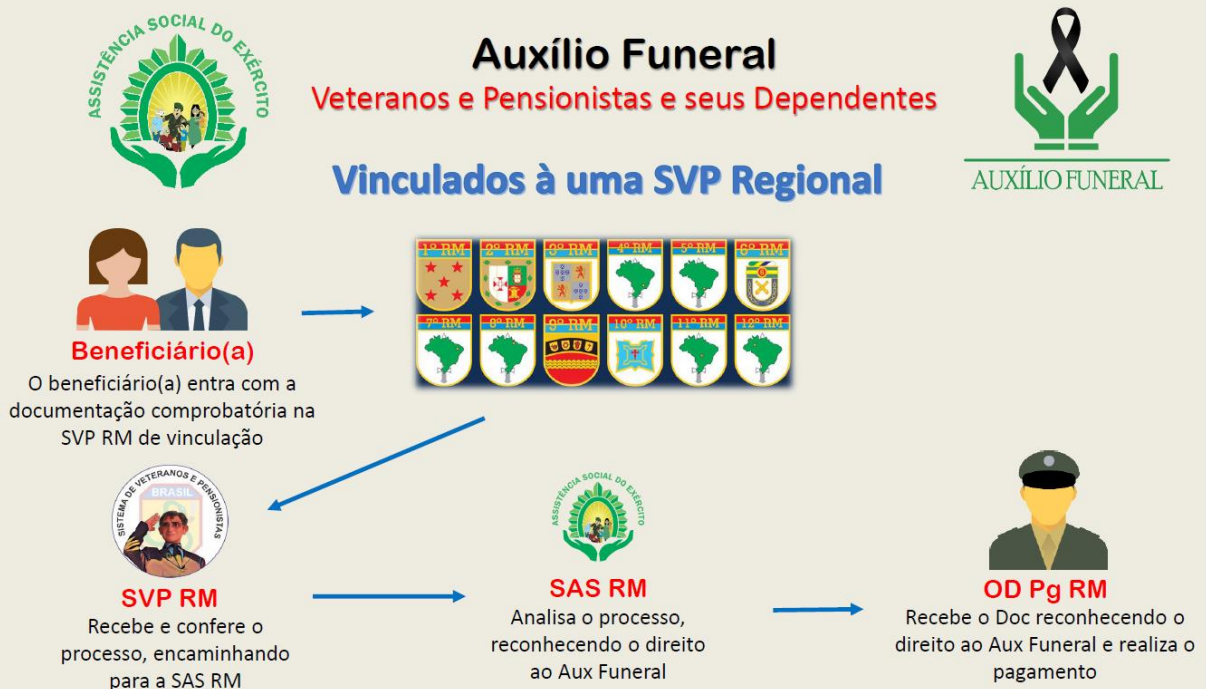 ASSISTÊNCIA SOCIAL DO EXÉRCITO
Auxílio Funeral
Veteranos e Pensionistas e seus Dependentes
Vinculados à uma SVP Regional
AUXÍLIO FUNERAL
1ª RM 2ª RM 3ª RM 4ª RM 5ª RM 6ª RM
7ª RM 8ª RM 9ª RM 10ª RM 11ª RM 12ª RM
Beneficiário(a)
O beneficiário(a) entra com a
documentação comprobatória na
SVP RM de vinculação
SISTEMA DE VETERANOS E PENSIONISTAS
BRASIL
SVP RM
Recebe e confere o
processo, encaminhando
para a SAS RM
ASSISTÊNCIA SOCIAL DO EXÉRCITO
SAS RM
Analisa o processo,
reconhecendo o direito
ao Aux Funeral
OD Pg RM
Recebe o Doc reconhecendo o
direito ao Aux Funeral e realiza o
pagamento